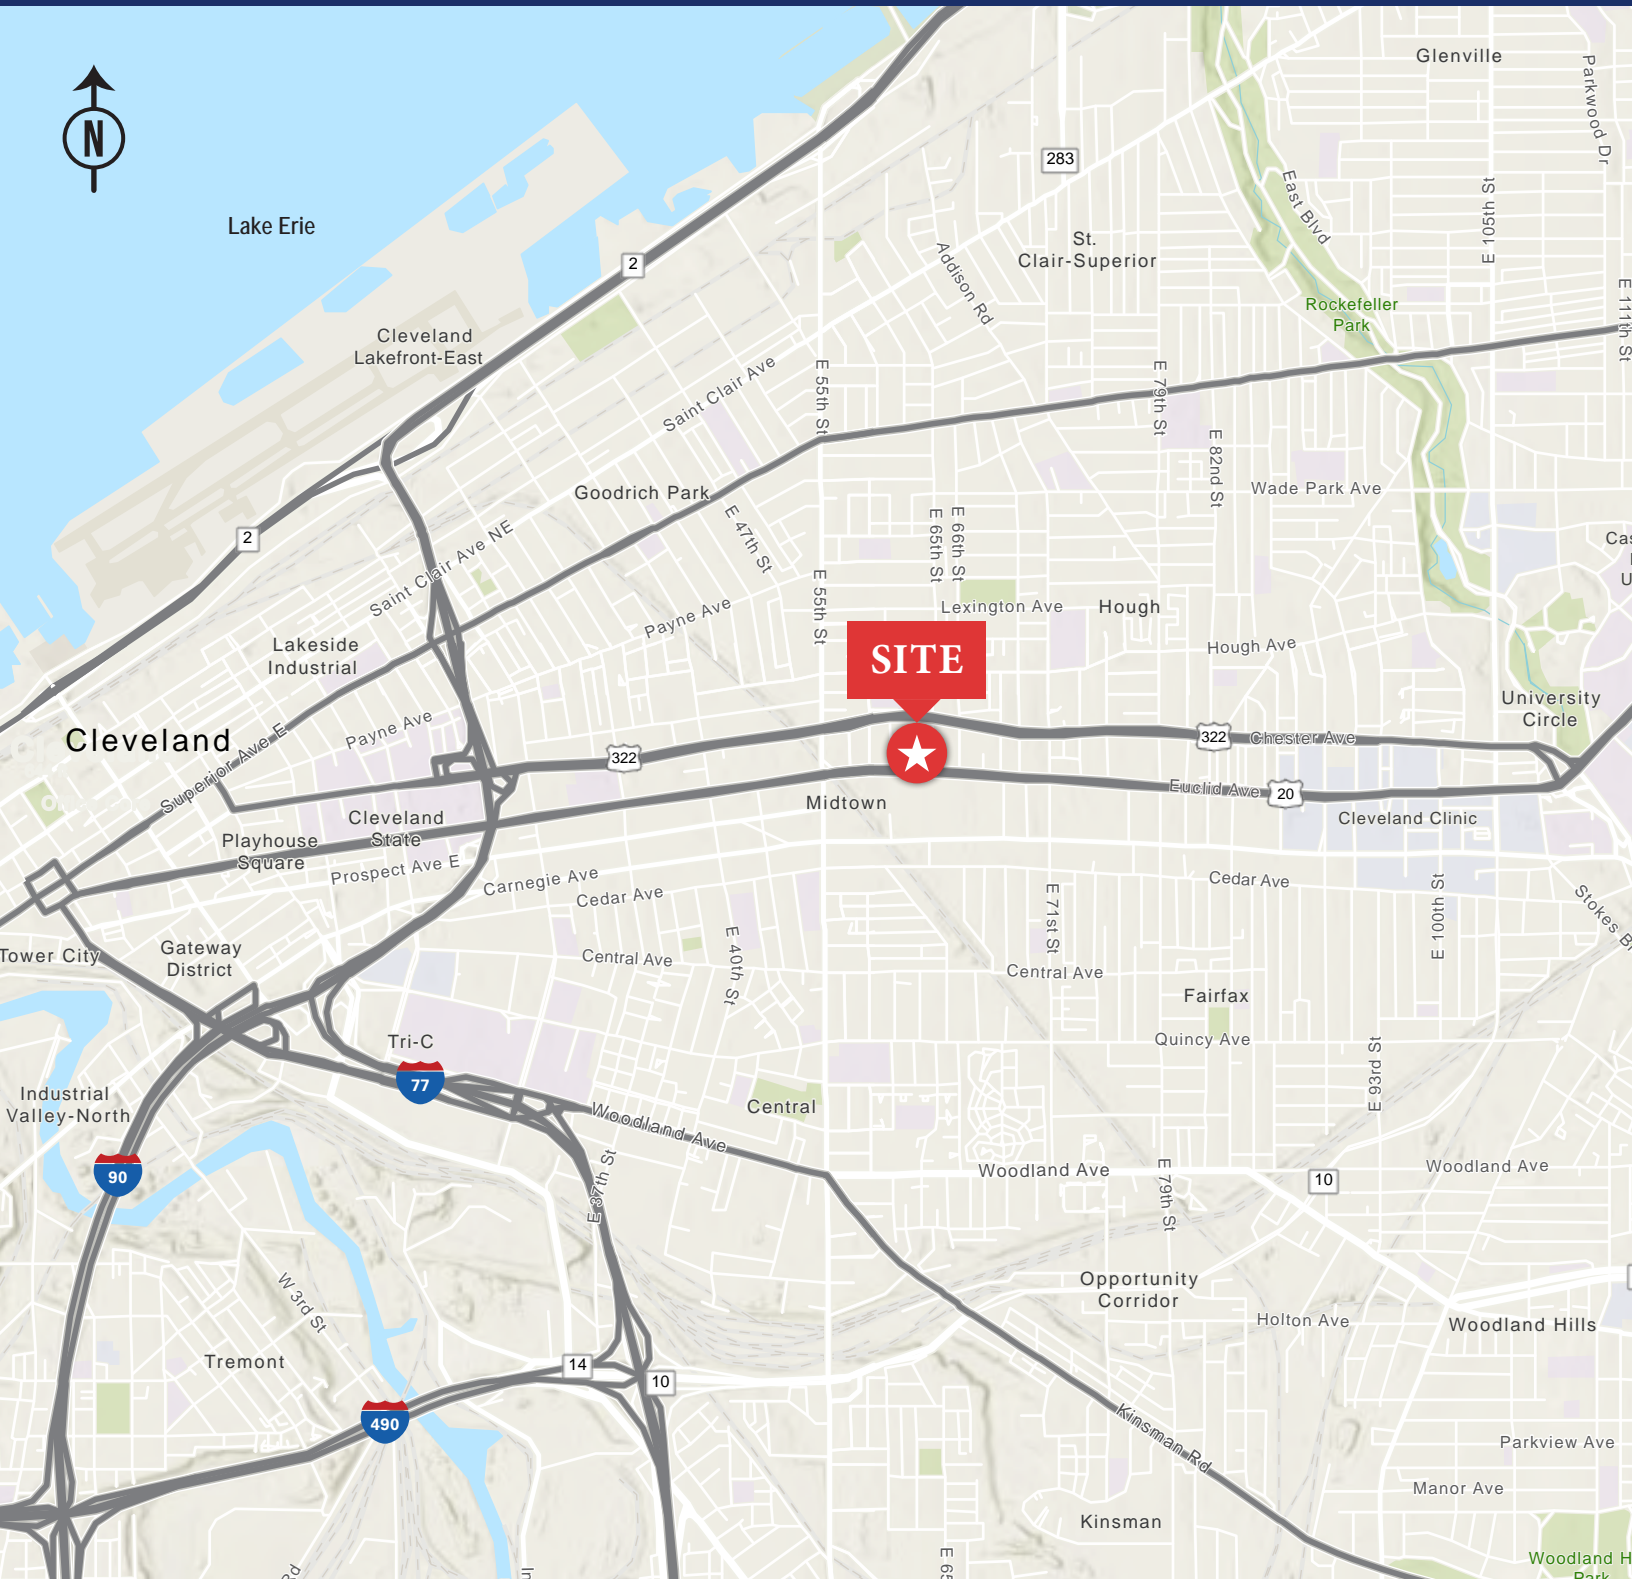 Glenville
Parkwood Dr
N
283
East Blvd
E 105th St
Lake Erie
St.
Clair-Superior
Addison Rd
2
E 111th St
Rockefeller
Park
Cleveland
Lakefront-East
Saint Clair Ave
E 55th St
E 79th St
E 82nd St
Wade Park Ave
Goodrich Park
E 47th St
E 65th St
E 66th St
2
Saint Clair Ave NE
E 55th St
Payne Ave
Lexington Ave
Hough
Hough Ave
Lakeside
Industrial
SITE
University
Circle
Payne Ave
Cleveland
Superior Ave E
322
322
Chester Ave
Euclid Ave
20
Midtown
Cleveland Clinic
Cleveland
State
Playhouse
Square
Prospect Ave E
Carnegie Ave
Cedar Ave
Cedar Ave
E 71st St
E 100th St
Stokes
Tower City
Gateway
District
Central Ave
E 40th St
Central Ave
Fairfax
Quincy Ave
Tri-C
77
E 93rd St
Industrial
Valley-North
Central
Woodland Ave
90
E 37th St
Woodland Ave
E 79th St
10
Woodland Ave
W 3rd St
Opportunity
Corridor
Holton Ave
Woodland Hills
Tremont
14
10
490
Kinsman Rd
Parkview Ave
Manor Ave
Kinsman
Woodland H
Park